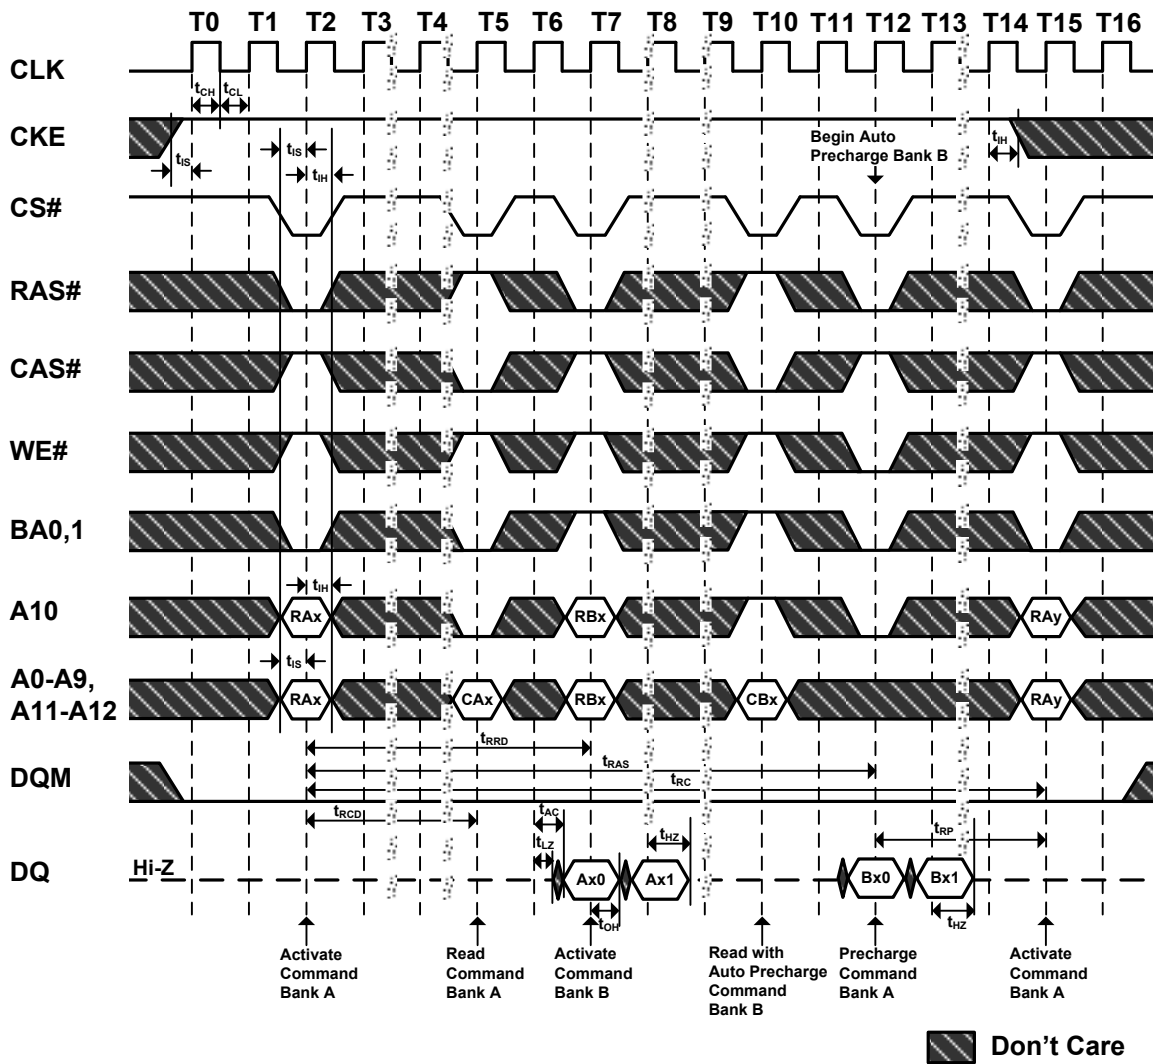 T0 T1 T2 T3 T4 T5 T6 T7 T8 T9 T10 T11 T12 T13 T14 T15 T16
CLK
tCH tCL
CKE
tIS
tIS
tIH
Begin Auto
Precharge Bank B
tIH
CS#
RAS#
CAS#
WE#
BA0,1
tIH
A10
RAx RBx RAy
tIS
A0-A9,
A11-A12
RAx CAx RBx CBx RAy
tRRD
tRAS
DQM
tRC
tRCD
tAC
tLZ
tHZ
tRP
DQ
Hi-Z
Ax0 Ax1 Bx0 Bx1
tOH
tHZ
Activate
Command
Bank A
Read
Command
Bank A
Activate
Command
Bank B
Read with
Auto Precharge
Command
Bank B
Precharge
Command
Bank A
Activate
Command
Bank A
Don't Care